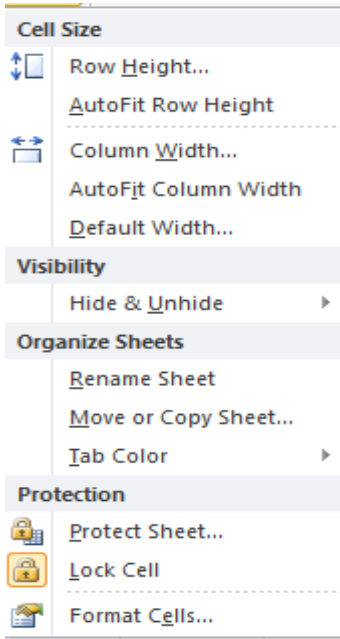 Cell Size
Row Height...
AutoFit Row Height
Column Width...
AutoFit Column Width
Default Width...
Visibility
Hide & Unhide
Organize Sheets
Rename Sheet
Move or Copy Sheet...
Tab Color
Protection
Protect Sheet...
Lock Cell
Format Cells...